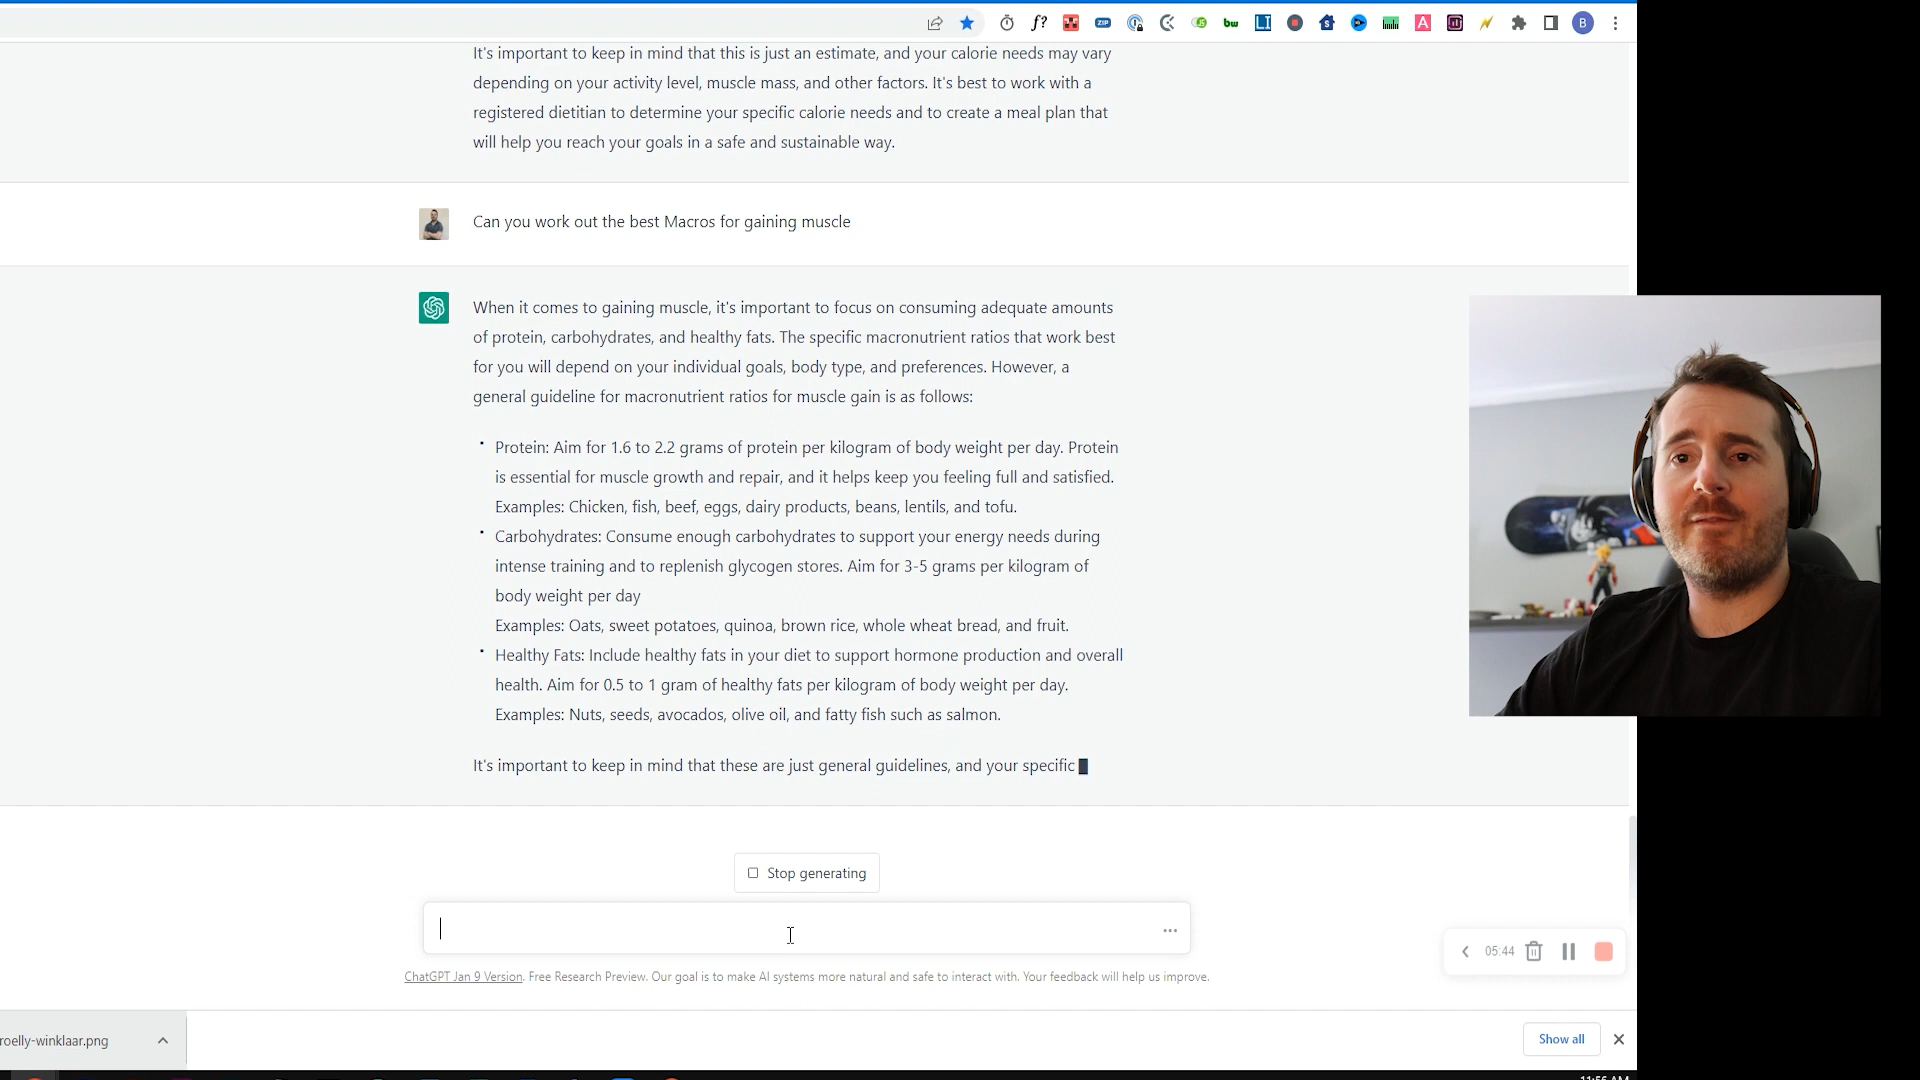 f?
ZIP
JS
bw
LI
S
A
B
It's important to keep in mind that this is just an estimate, and your calorie needs may vary
depending on your activity level, muscle mass, and other factors. It's best to work with a
registered dietitian to determine your specific calorie needs and to create a meal plan that
will help you reach your goals in a safe and sustainable way.
Can you work out the best Macros for gaining muscle
When it comes to gaining muscle, it's important to focus on consuming adequate amounts
of protein, carbohydrates, and healthy fats. The specific macronutrient ratios that work best
for you will depend on your individual goals, body type, and preferences. However, a
general guideline for macronutrient ratios for muscle gain is as follows:
• Protein: Aim for 1.6 to 2.2 grams of protein per kilogram of body weight per day. Protein
is essential for muscle growth and repair, and it helps keep you feeling full and satisfied.
Examples: Chicken, fish, beef, eggs, dairy products, beans, lentils, and tofu.
• Carbohydrates: Consume enough carbohydrates to support your energy needs during
intense training and to replenish glycogen stores. Aim for 3-5 grams per kilogram of
body weight per day
Examples: Oats, sweet potatoes, quinoa, brown rice, whole wheat bread, and fruit.
• Healthy Fats: Include healthy fats in your diet to support hormone production and overall
health. Aim for 0.5 to 1 gram of healthy fats per kilogram of body weight per day.
Examples: Nuts, seeds, avocados, olive oil, and fatty fish such as salmon.
It's important to keep in mind that these are just general guidelines, and your specific
Stop generating
05:44
ChatGPT Jan 9 Version. Free Research Preview. Our goal is to make AI systems more natural and safe to interact with. Your feedback will help us improve.
roelly-winklaar.png
Show all